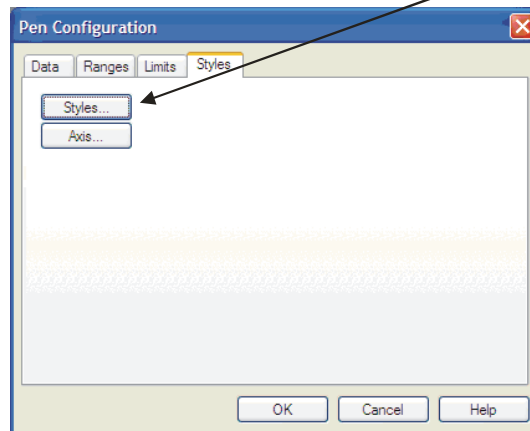 Pen Configuration
Data Ranges Limits Styles
Styles...
Axis...
OK Cancel Help